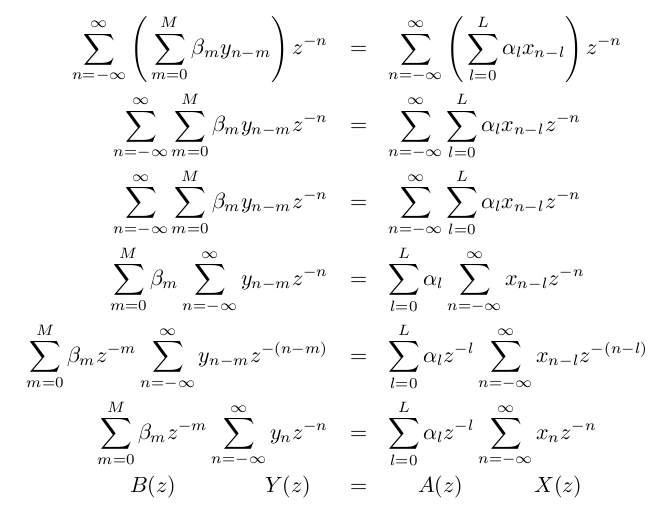 \sum_{n=-\infty}^{\infty} \left( \sum_{m=0}^{M} \beta_m y_{n-m} \right) z^{-n} = \sum_{n=-\infty}^{\infty} \left( \sum_{l=0}^{L} \alpha_l x_{n-l} \right) z^{-n}
\sum_{n=-\infty}^{\infty} \sum_{m=0}^{M} \beta_m y_{n-m} z^{-n} = \sum_{n=-\infty}^{\infty} \sum_{l=0}^{L} \alpha_l x_{n-l} z^{-n}
\sum_{n=-\infty}^{\infty} \sum_{m=0}^{M} \beta_m y_{n-m} z^{-n} = \sum_{n=-\infty}^{\infty} \sum_{l=0}^{L} \alpha_l x_{n-l} z^{-n}
\sum_{m=0}^{M} \beta_m \sum_{n=-\infty}^{\infty} y_{n-m} z^{-n} = \sum_{l=0}^{L} \alpha_l \sum_{n=-\infty}^{\infty} x_{n-l} z^{-n}
\sum_{m=0}^{M} \beta_m z^{-m} \sum_{n=-\infty}^{\infty} y_{n-m} z^{-(n-m)} = \sum_{l=0}^{L} \alpha_l z^{-l} \sum_{n=-\infty}^{\infty} x_{n-l} z^{-(n-l)}
\sum_{m=0}^{M} \beta_m z^{-m} \sum_{n=-\infty}^{\infty} y_n z^{-n} = \sum_{l=0}^{L} \alpha_l z^{-l} \sum_{n=-\infty}^{\infty} x_n z^{-n}
B(z) Y(z) = A(z) X(z)